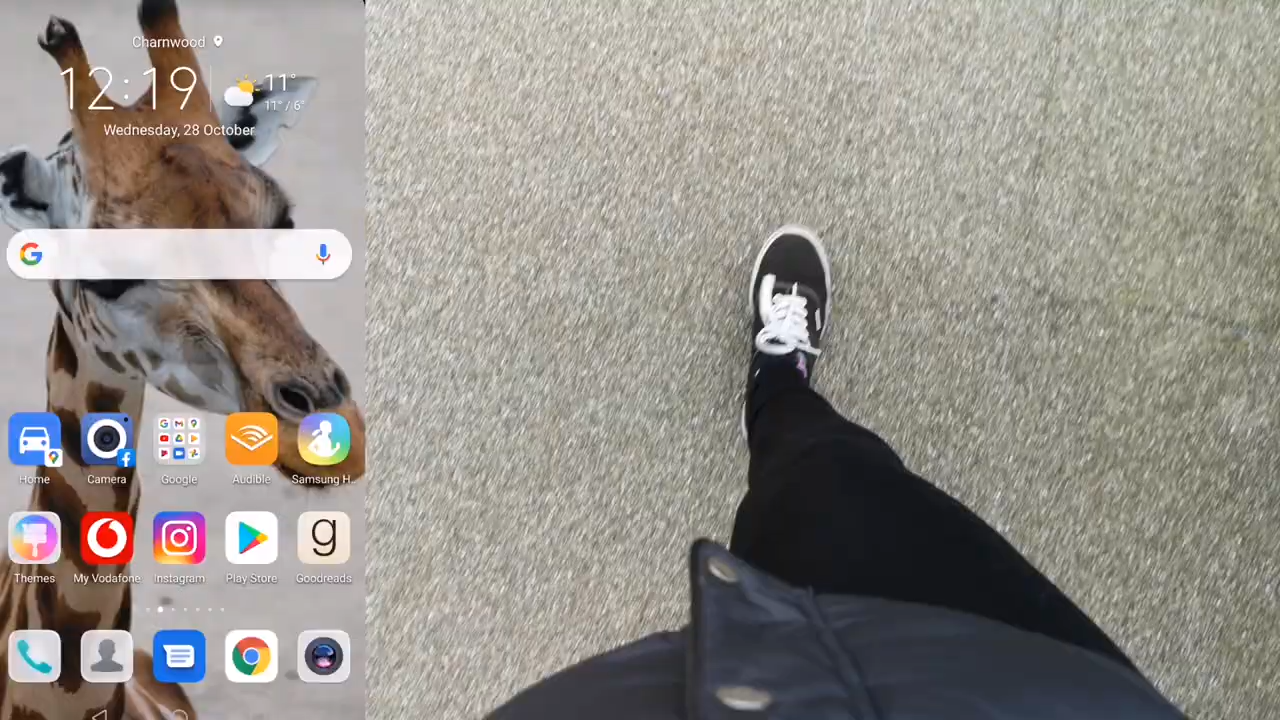 Charnwood
12:19
11°
11° / 6°
Wednesday, 28 October
G
Home
Camera
Google
Audible
Samsung H...
Themes
My Vodafone
Instagram
Play Store
g
Goodreads